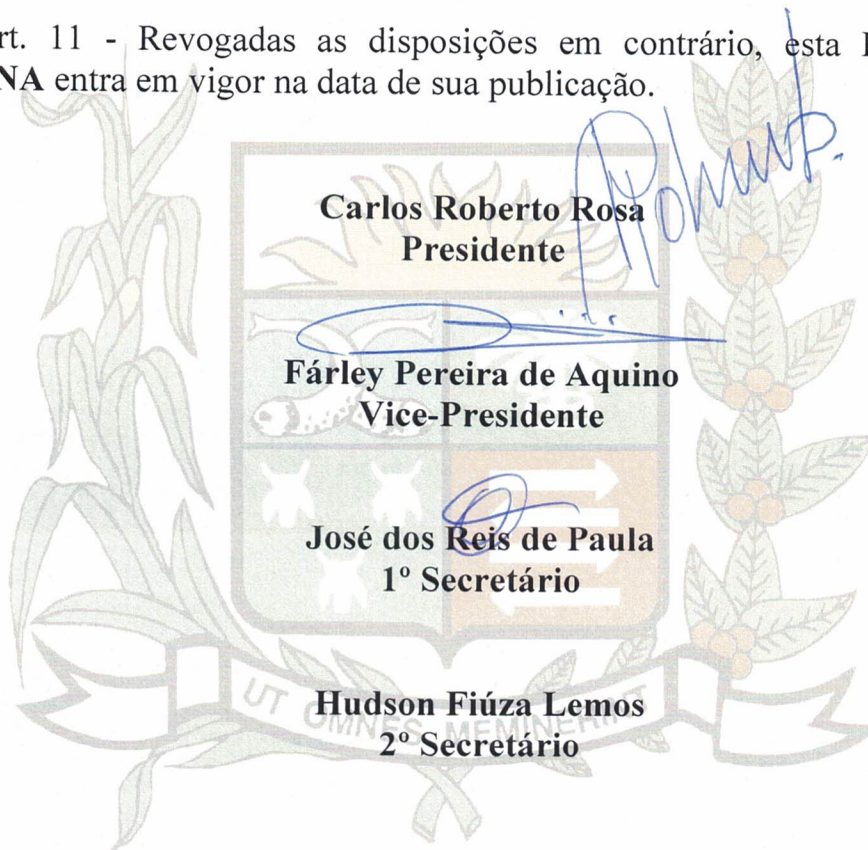 rt. 11 - Revogadas as disposições em contrário, esta
NA entra em vigor na data de sua publicação.
Carlos Roberto Rosa
Presidente
Fárley Pereira de Aquino
Vice-Presidente
José dos Reis de Paula
1º Secretário
Hudson Fiúza Lemos
2º Secretário
UT OMNES MEMINERINT